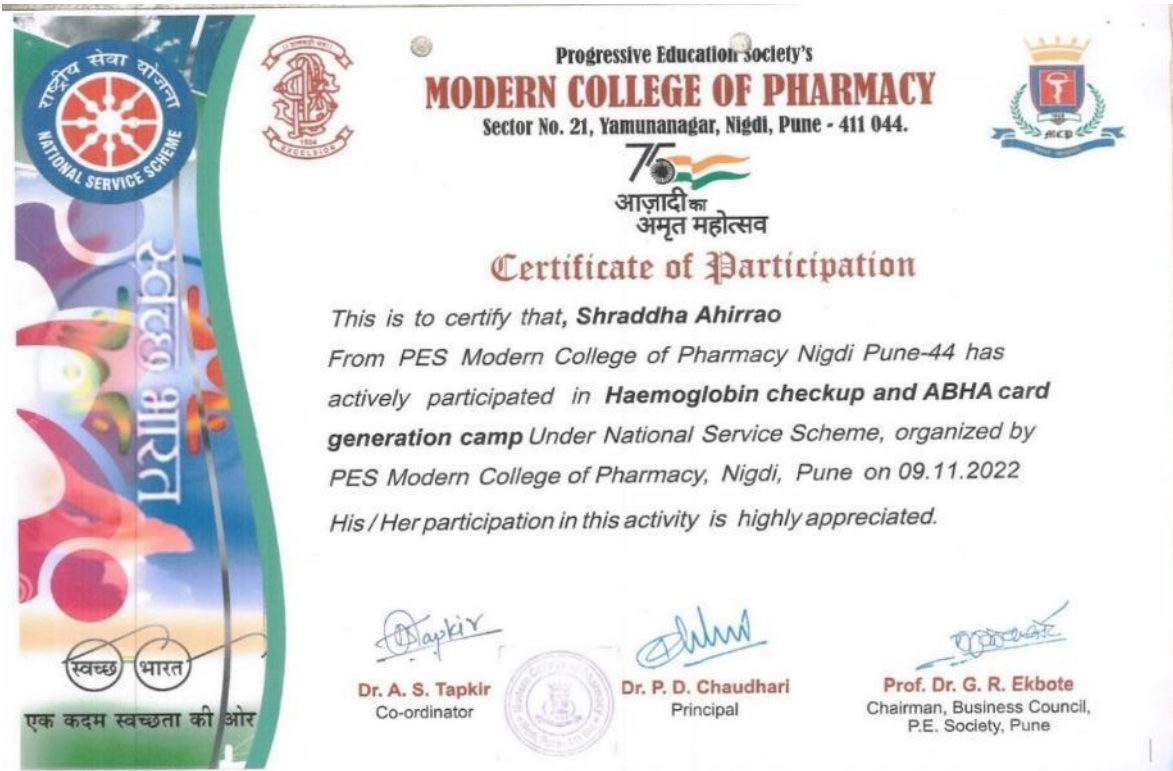 राष्ट्रीय सेवा योजना
NATIONAL SERVICE SCHEME
1934
EXCELSIOR
Progressive Education Society's
MODERN COLLEGE OF PHARMACY
Sector No. 21, Yamunanagar, Nigdi, Pune - 411 044.
MCP
75
आज़ादी का
अमृत महोत्सव
Certificate of Participation
This is to certify that, Shraddha Ahirrao
From PES Modern College of Pharmacy Nigdi Pune-44 has
actively participated in Haemoglobin checkup and ABHA card
generation camp Under National Service Scheme, organized by
PES Modern College of Pharmacy, Nigdi, Pune on 09.11.2022
His / Her participation in this activity is highly appreciated.
स्वच्छ भारत
स्वच्छ भारत
एक कदम स्वच्छता की ओर
Tapkir
Dr. A. S. Tapkir
Co-ordinator
Dr. P. D. Chaudhari
Principal
Prof. Dr. G. R. Ekbote
Chairman, Business Council,
P.E. Society, Pune